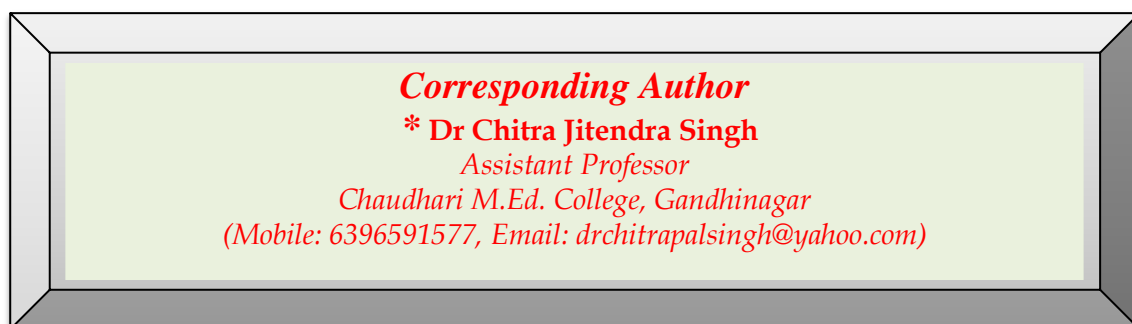 Corresponding Author
* Dr Chitra Jitendra Singh
Assistant Professor
Chaudhari M.Ed. College, Gandhinagar
(Mobile: 6396591577, Email: drchitrapalsingh@yahoo.com)